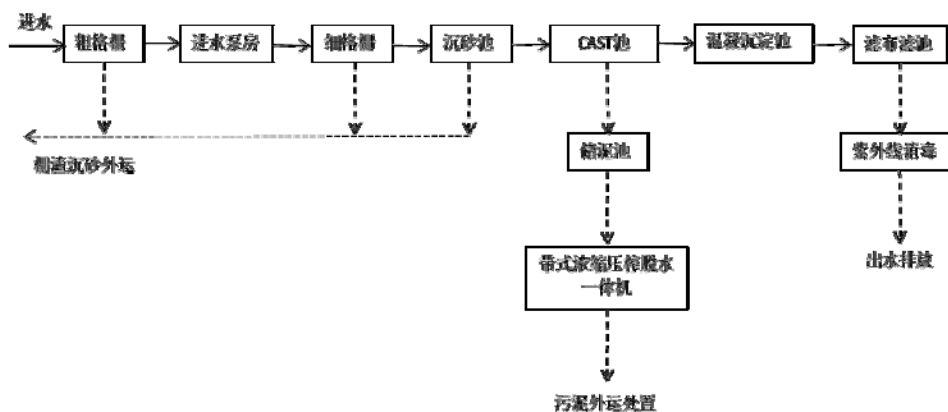 进水
粗格栅
进水泵房
细格栅
沉砂池
CAST池
混凝沉淀池
滤布滤池
栅渣沉砂外运
储泥池
紫外线消毒
带式浓缩压榨脱水
一体机
出水排放
污泥外运处置